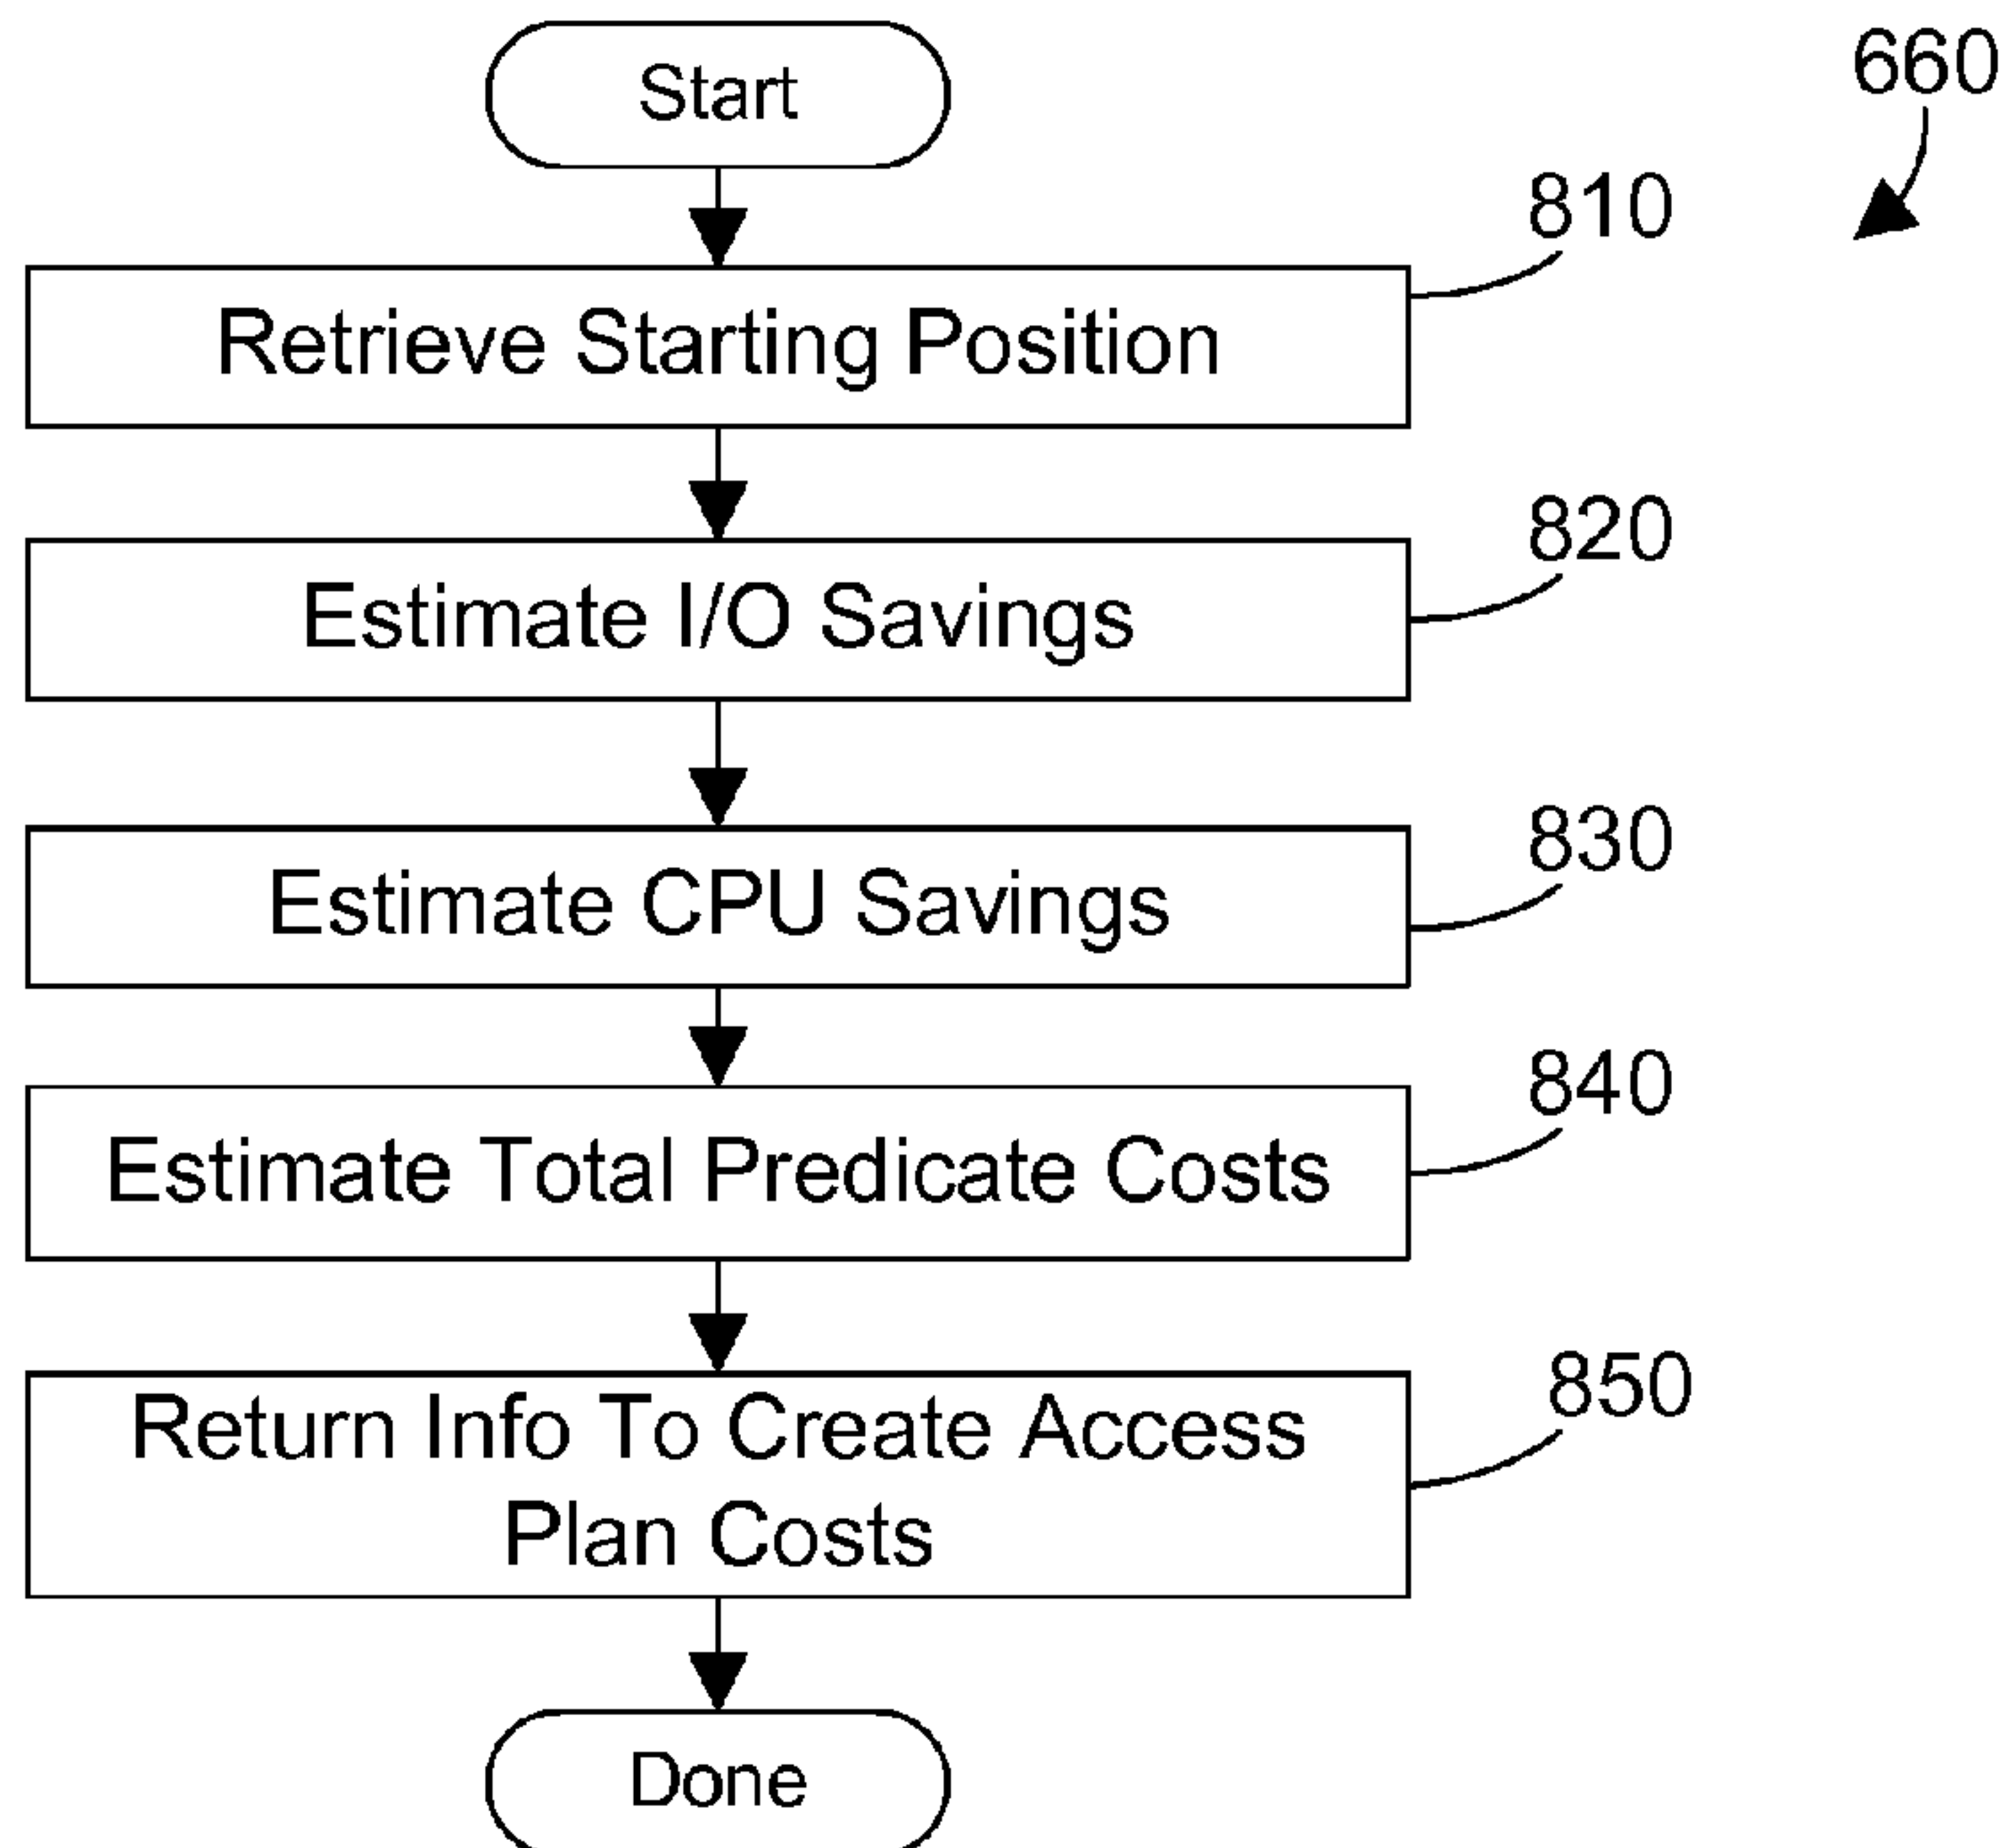 Start
660
810
Retrieve Starting Position
820
Estimate I/O Savings
830
Estimate CPU Savings
840
Estimate Total Predicate Costs
850
Return Info To Create Access
Plan Costs
Done